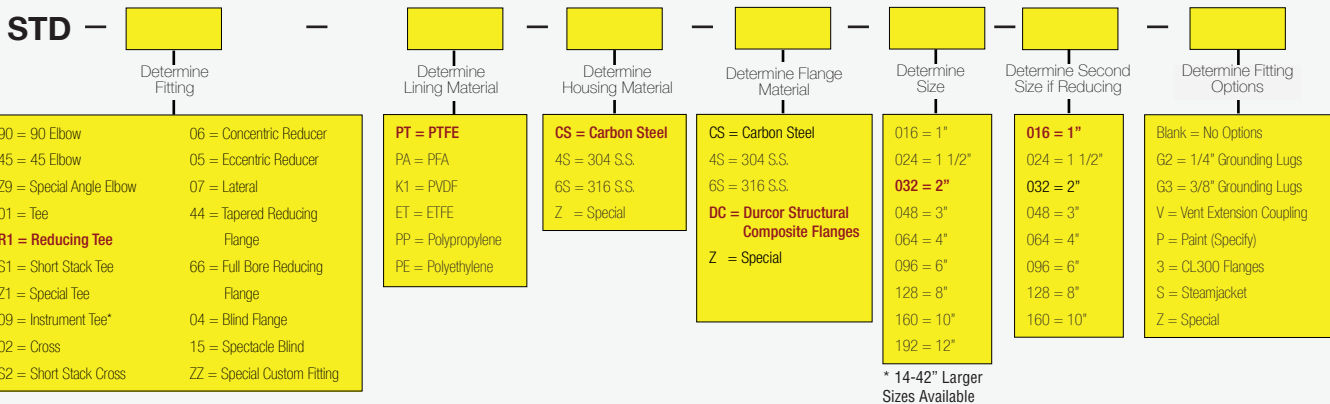 STD — — — — — — —
Determine
Fitting
90 = 90 Elbow
45 = 45 Elbow
Z9 = Special Angle Elbow
01 = Tee
R1 = Reducing Tee
S1 = Short Stack Tee
Z1 = Special Tee
09 = Instrument Tee*
02 = Cross
S2 = Short Stack Cross
06 = Concentric Reducer
05 = Eccentric Reducer
07 = Lateral
44 = Tapered Reducing
Flange
66 = Full Bore Reducing
Flange
04 = Blind Flange
15 = Spectacle Blind
ZZ = Special Custom Fitting
Determine
Lining Material
PT = PTFE
PA = PFA
K1 = PVDF
ET = ETFE
PP = Polypropylene
PE = Polyethylene
Determine
Housing Material
CS = Carbon Steel
4S = 304 S.S.
6S = 316 S.S.
Z = Special
Determine Flange
Material
CS = Carbon Steel
4S = 304 S.S.
6S = 316 S.S.
DC = Durcor Structural
Composite Flanges
Z = Special
Determine
Size
016 = 1"
024 = 1 1/2"
032 = 2"
048 = 3"
064 = 4"
096 = 6"
128 = 8"
160 = 10"
192 = 12"
* 14-42" Larger
Sizes Available
Determine Second
Size if Reducing
016 = 1"
024 = 1 1/2"
032 = 2"
048 = 3"
064 = 4"
096 = 6"
128 = 8"
160 = 10"
Determine Fitting
Options
Blank = No Options
G2 = 1/4" Grounding Lugs
G3 = 3/8" Grounding Lugs
V = Vent Extension Coupling
P = Paint (Specify)
3 = CL300 Flanges
S = Steamjacket
Z = Special